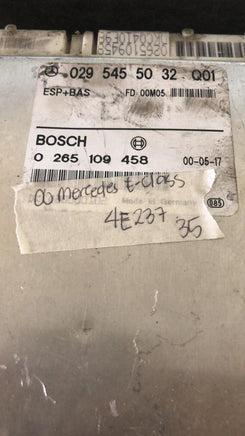 029 545 50 32 Q01
ESP+BAS FD 00M05
BOSCH
0 265 109 458 00-05-17
00 mercedes E-class
Made in Germany
085
4E237 35